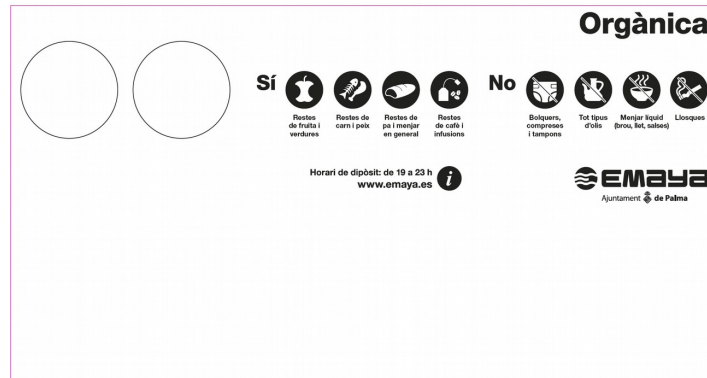 Orgànica
Sí
Restes
de fruita i
verdures
Restes de
carn i peix
Restes de
pa i menjar
en general
Restes
de cafè i
infusions
No
Bolquers,
compreses
i tampons
Tot tipus
d'olis
Menjar líquid
(brou, llet, salses)
Llosques
Horari de dipòsit: de 19 a 23 h
www.emaya.es
i
EMAYA
Ajuntament de Palma